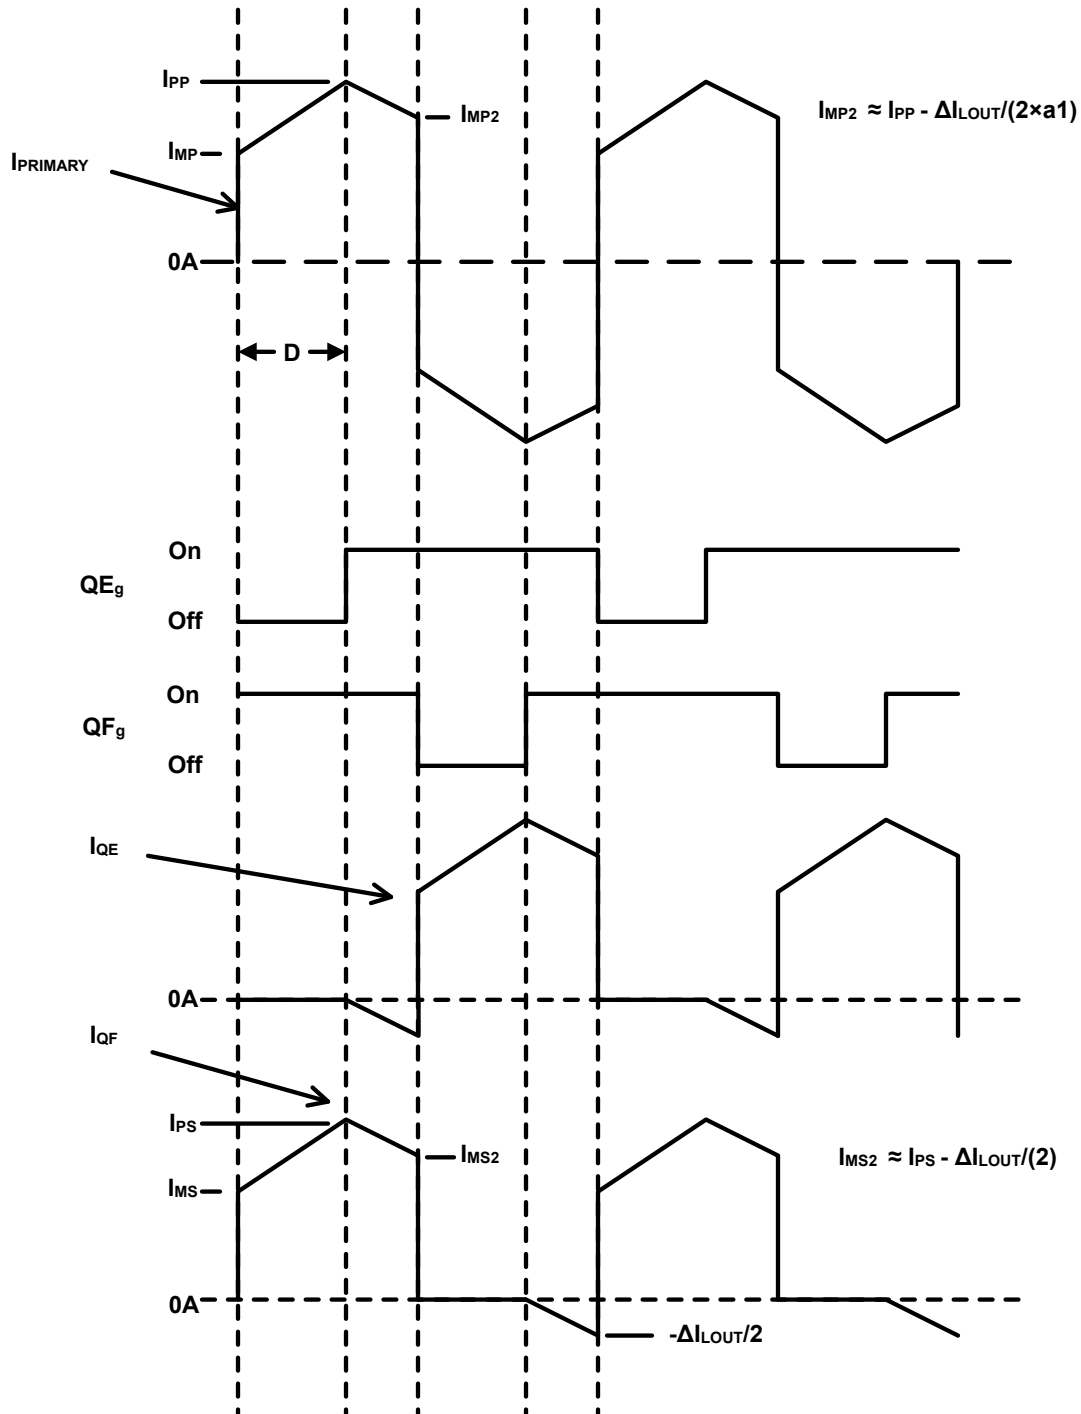 IPP
IMP2
IMP2 ≈ IPP - ΔILOUT/(2×a1)
IMP
IPRIMARY
0A
D
On
QEg
Off
On
QFg
Off
IQE
0A
IQF
IPS
IMS2
IMS2 ≈ IPS - ΔILOUT/(2)
IMS
0A
-ΔILOUT/2